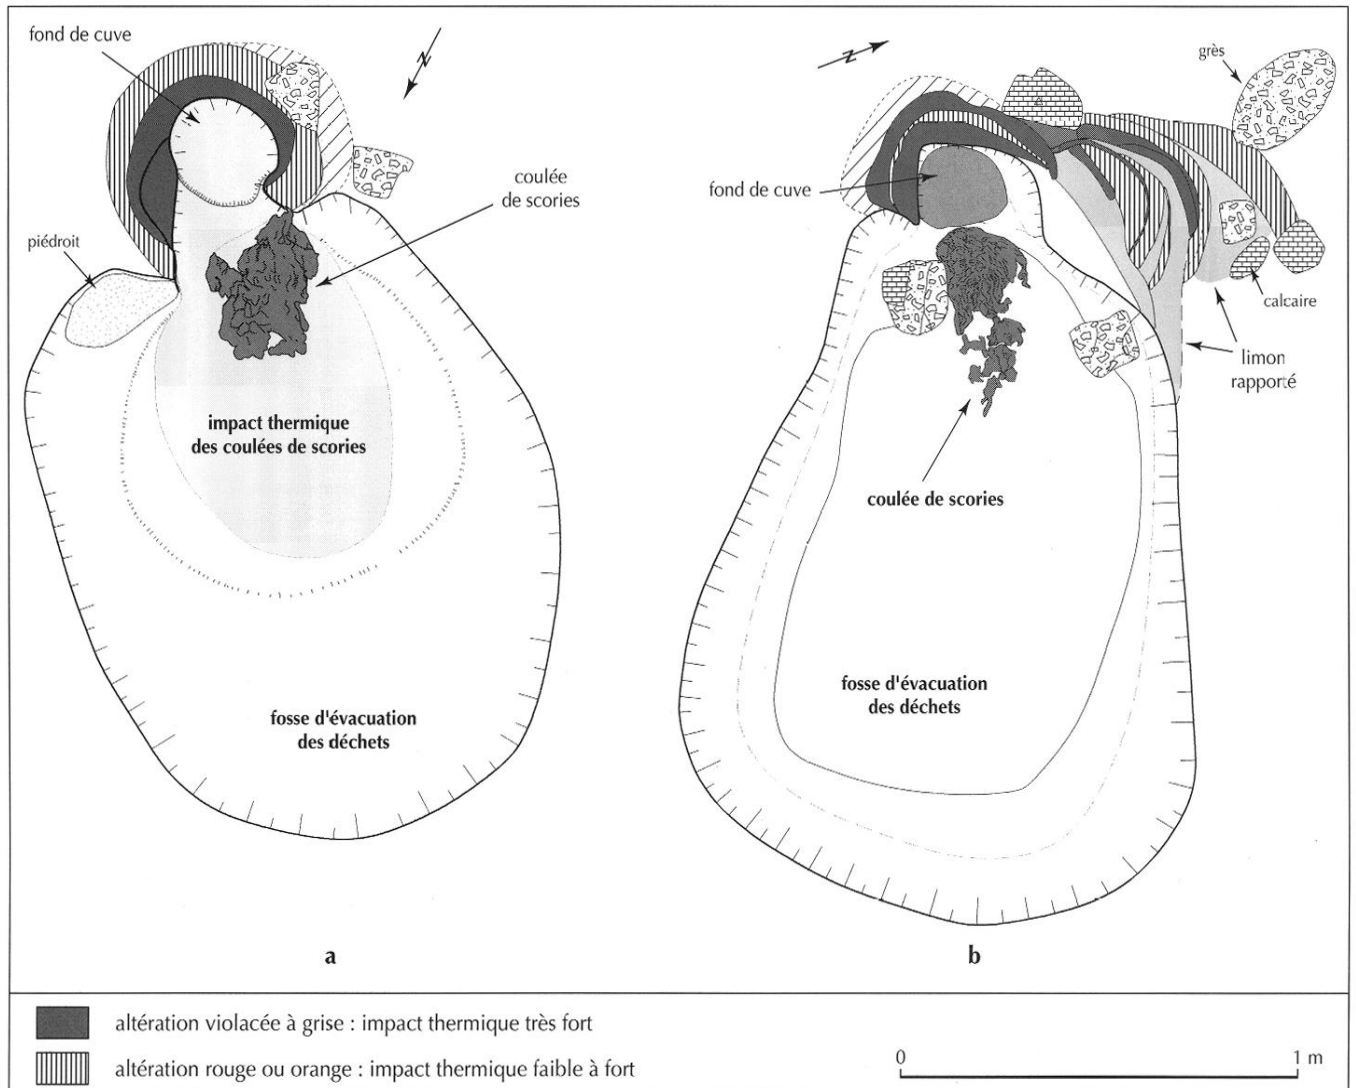 fond de cuve
N
coulée
de scories
piédroit
impact thermique
des coulées de scories
fosse d'évacuation
des déchets
a
N
grès
fond de cuve
calcaire
limon
rapporté
coulée de scories
fosse d'évacuation
des déchets
b
altération violacée à grise : impact thermique très fort
altération rouge ou orange : impact thermique faible à fort
0
1 m